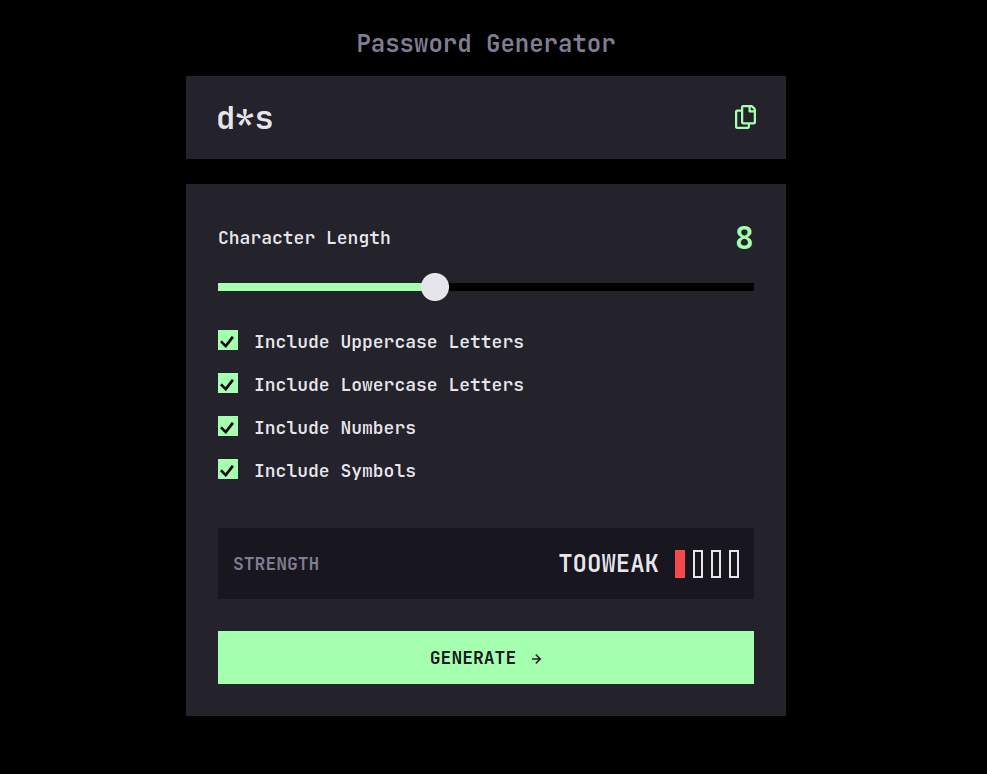 Password Generator
d*s
Character Length 8
Include Uppercase Letters
Include Lowercase Letters
Include Numbers
Include Symbols
STRENGTH TOOWEAK
GENERATE →